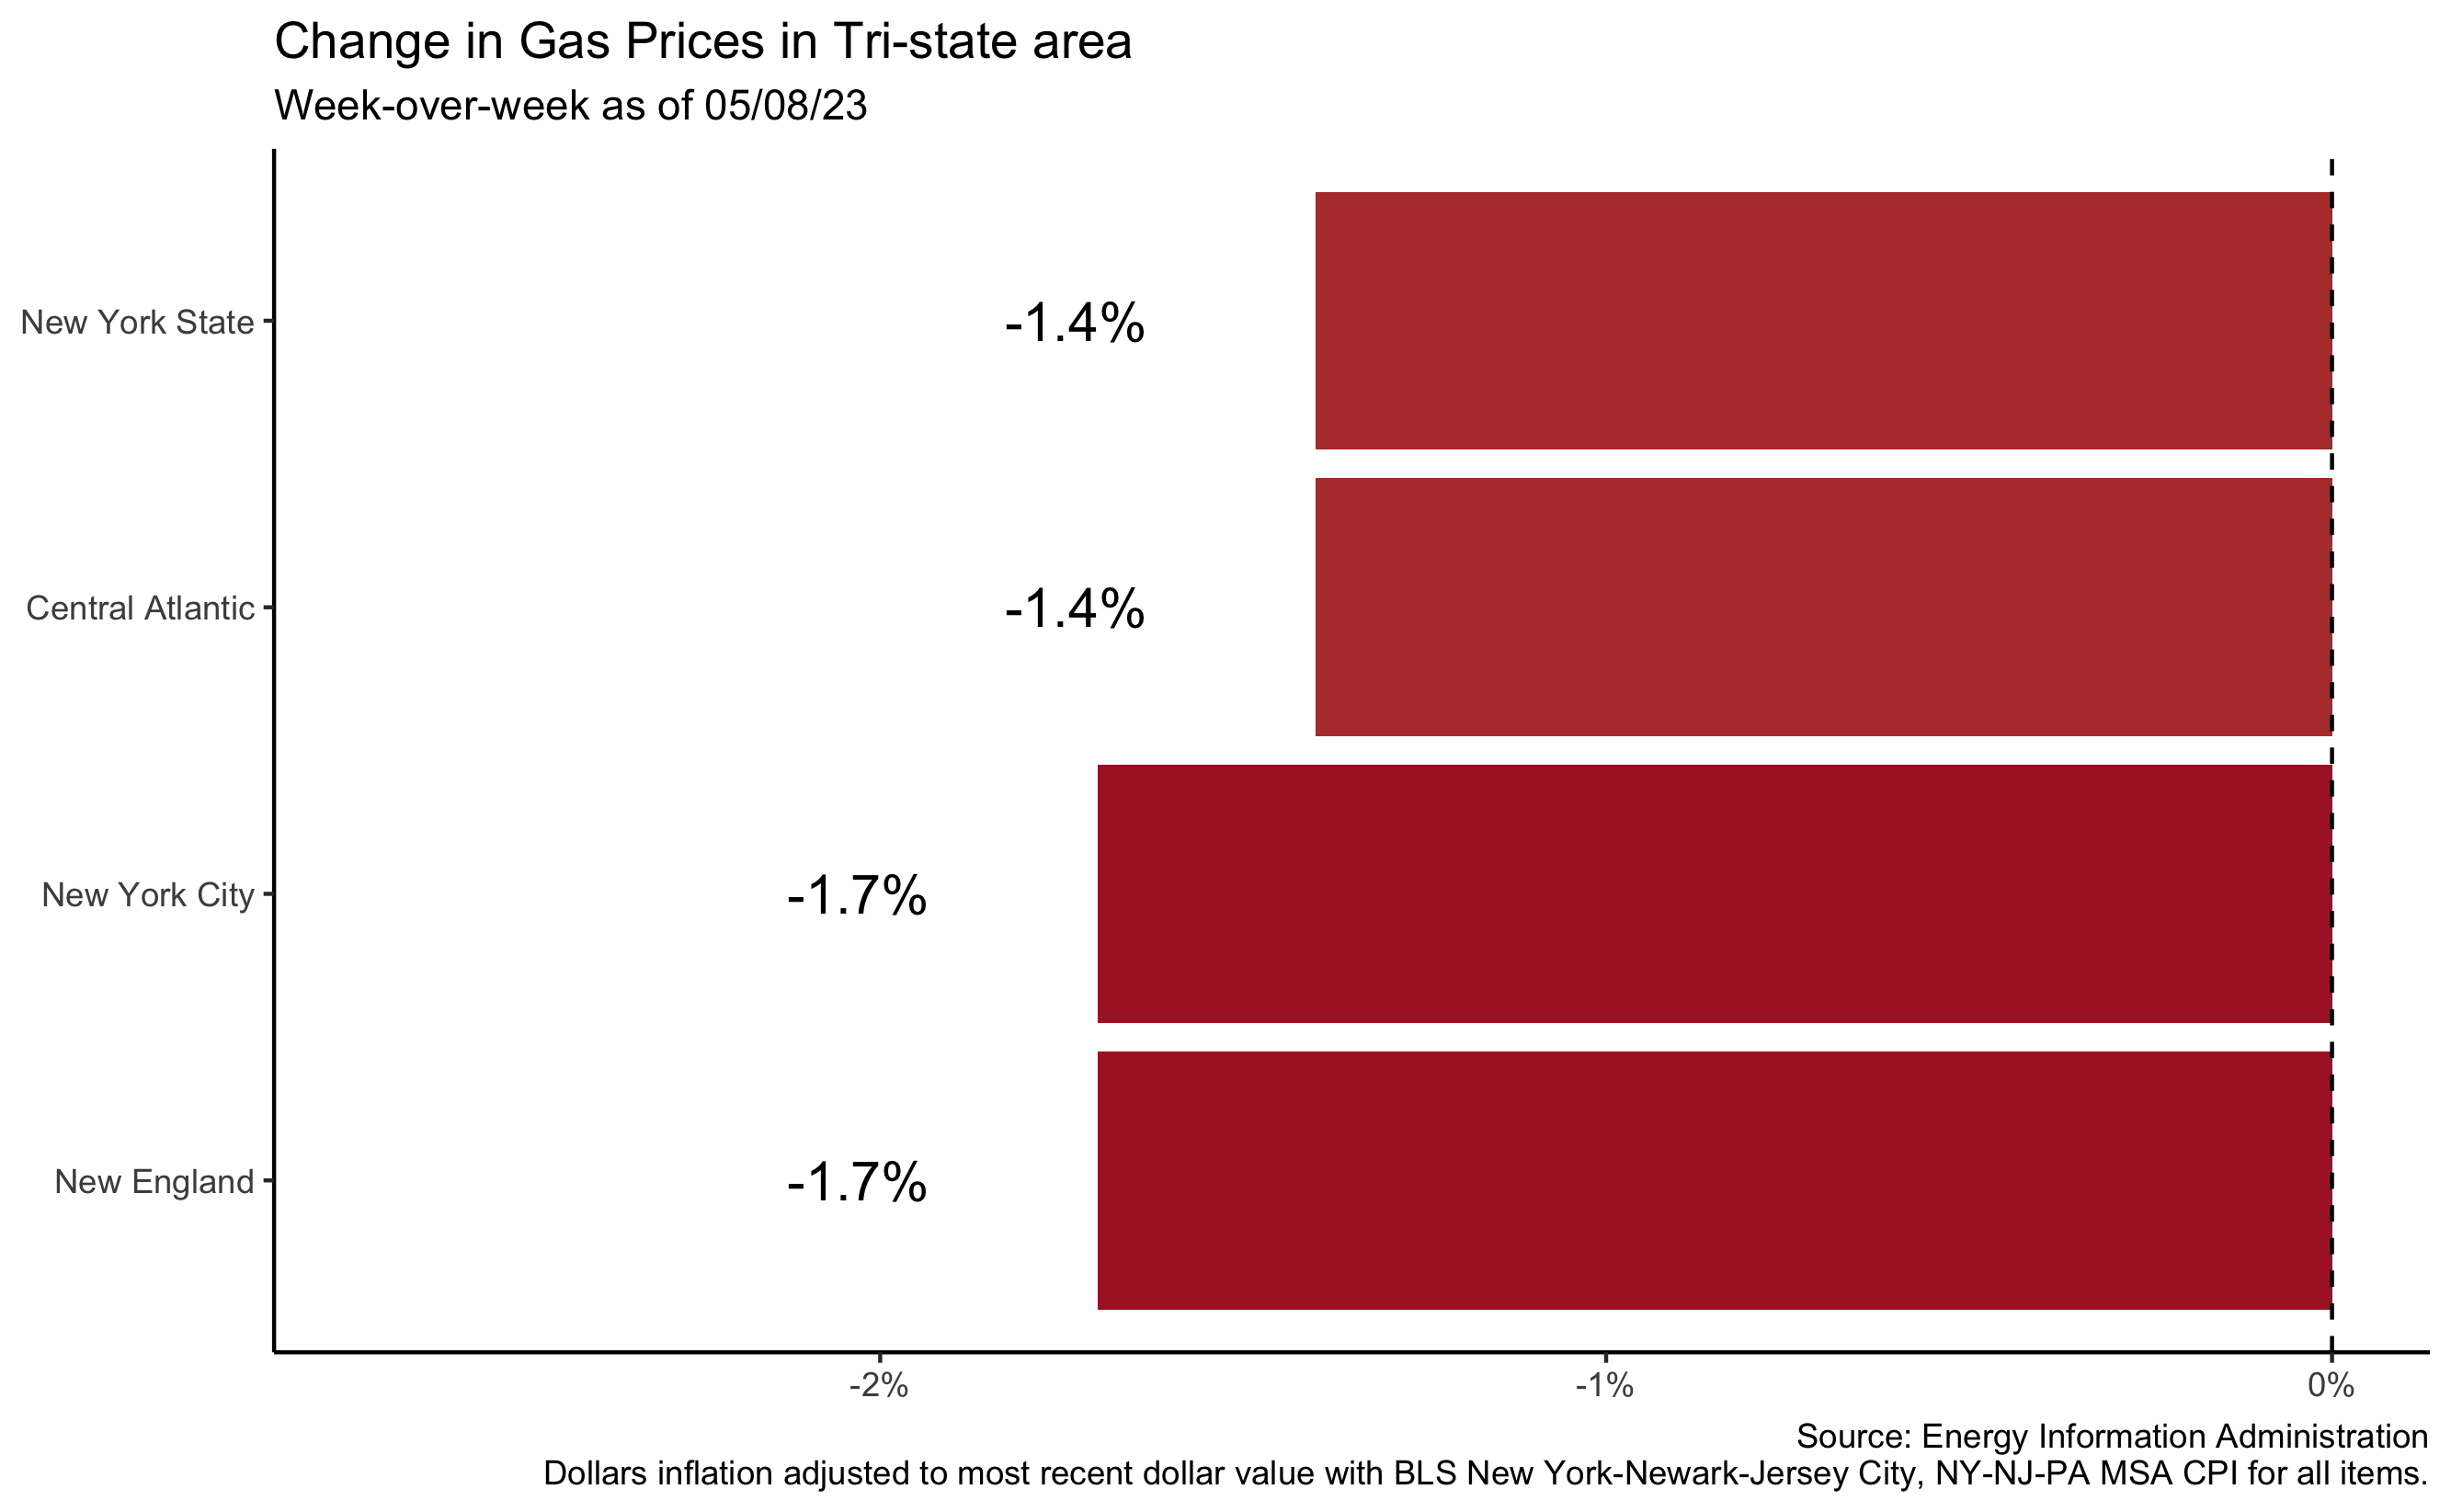 Change in Gas Prices in Tri-state area
Week-over-week as of 05/08/23
New York State
-1.4%
Central Atlantic
-1.4%
New York City
-1.7%
New England
-1.7%
-2%
-1%
0%
Source: Energy Information Administration
Dollars inflation adjusted to most recent dollar value with BLS New York-Newark-Jersey City, NY-NJ-PA MSA CPI for all items.